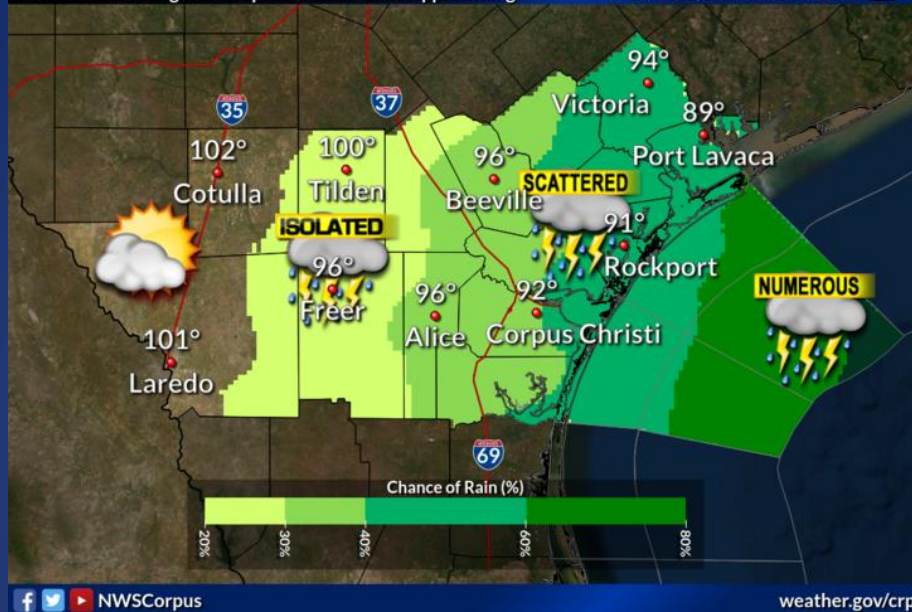 94°
Victoria
37
35
89°
Port Lavaca
102°
Cotulla
100°
Tilden
96°
Beeville
SCATTERED
ISOLATED
91°
Rockport
96°
Freer
NUMEROUS
96°
Alice
92°
Corpus Christi
101°
Laredo
69
Chance of Rain (%)
20%
30%
40%
60%
80%
NWSCorpus
weather.gov/crp